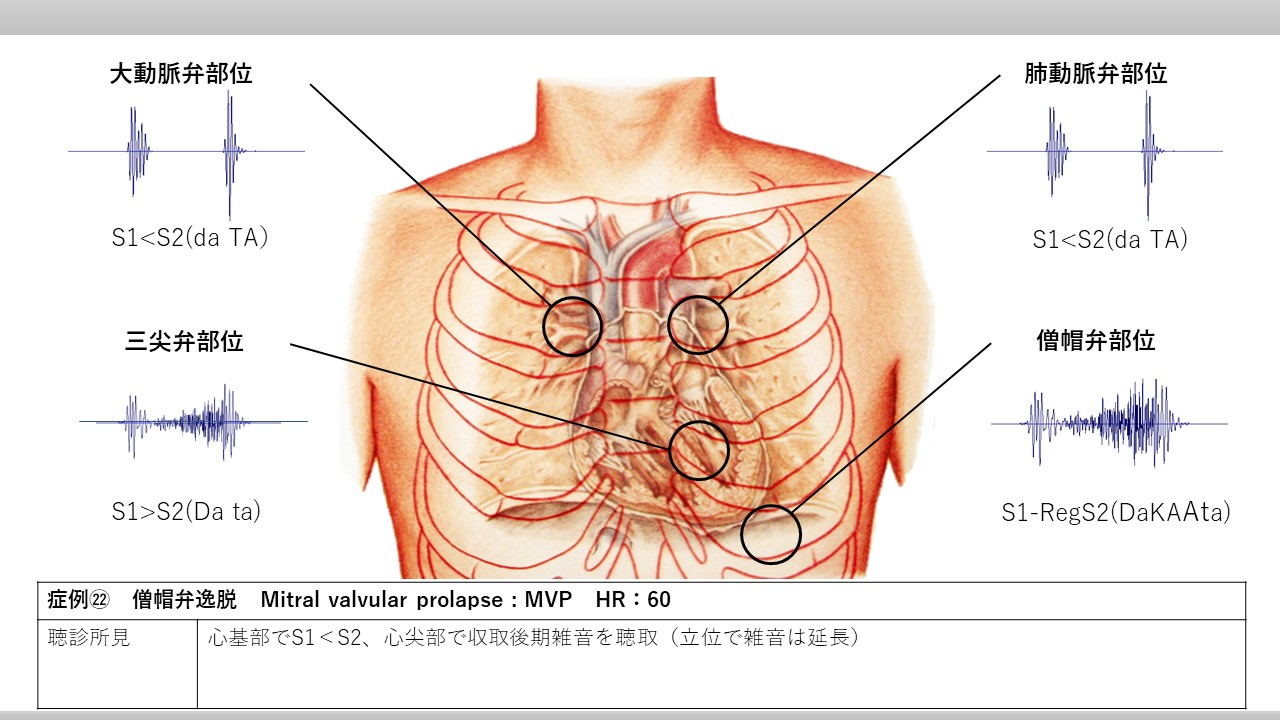 大動脈弁部位
S1<S2(da TA)
肺動脈弁部位
S1<S2(da TA)
三尖弁部位
S1>S2(Da ta)
僧帽弁部位
S1-RegS2(DaKAAta)
症例㉒　僧帽弁逸脱　Mitral valvular prolapse : MVP　HR：60
聴診所見
心基部でS1＜S2、心尖部で収取後期雑音を聴取（立位で雑音は延長）